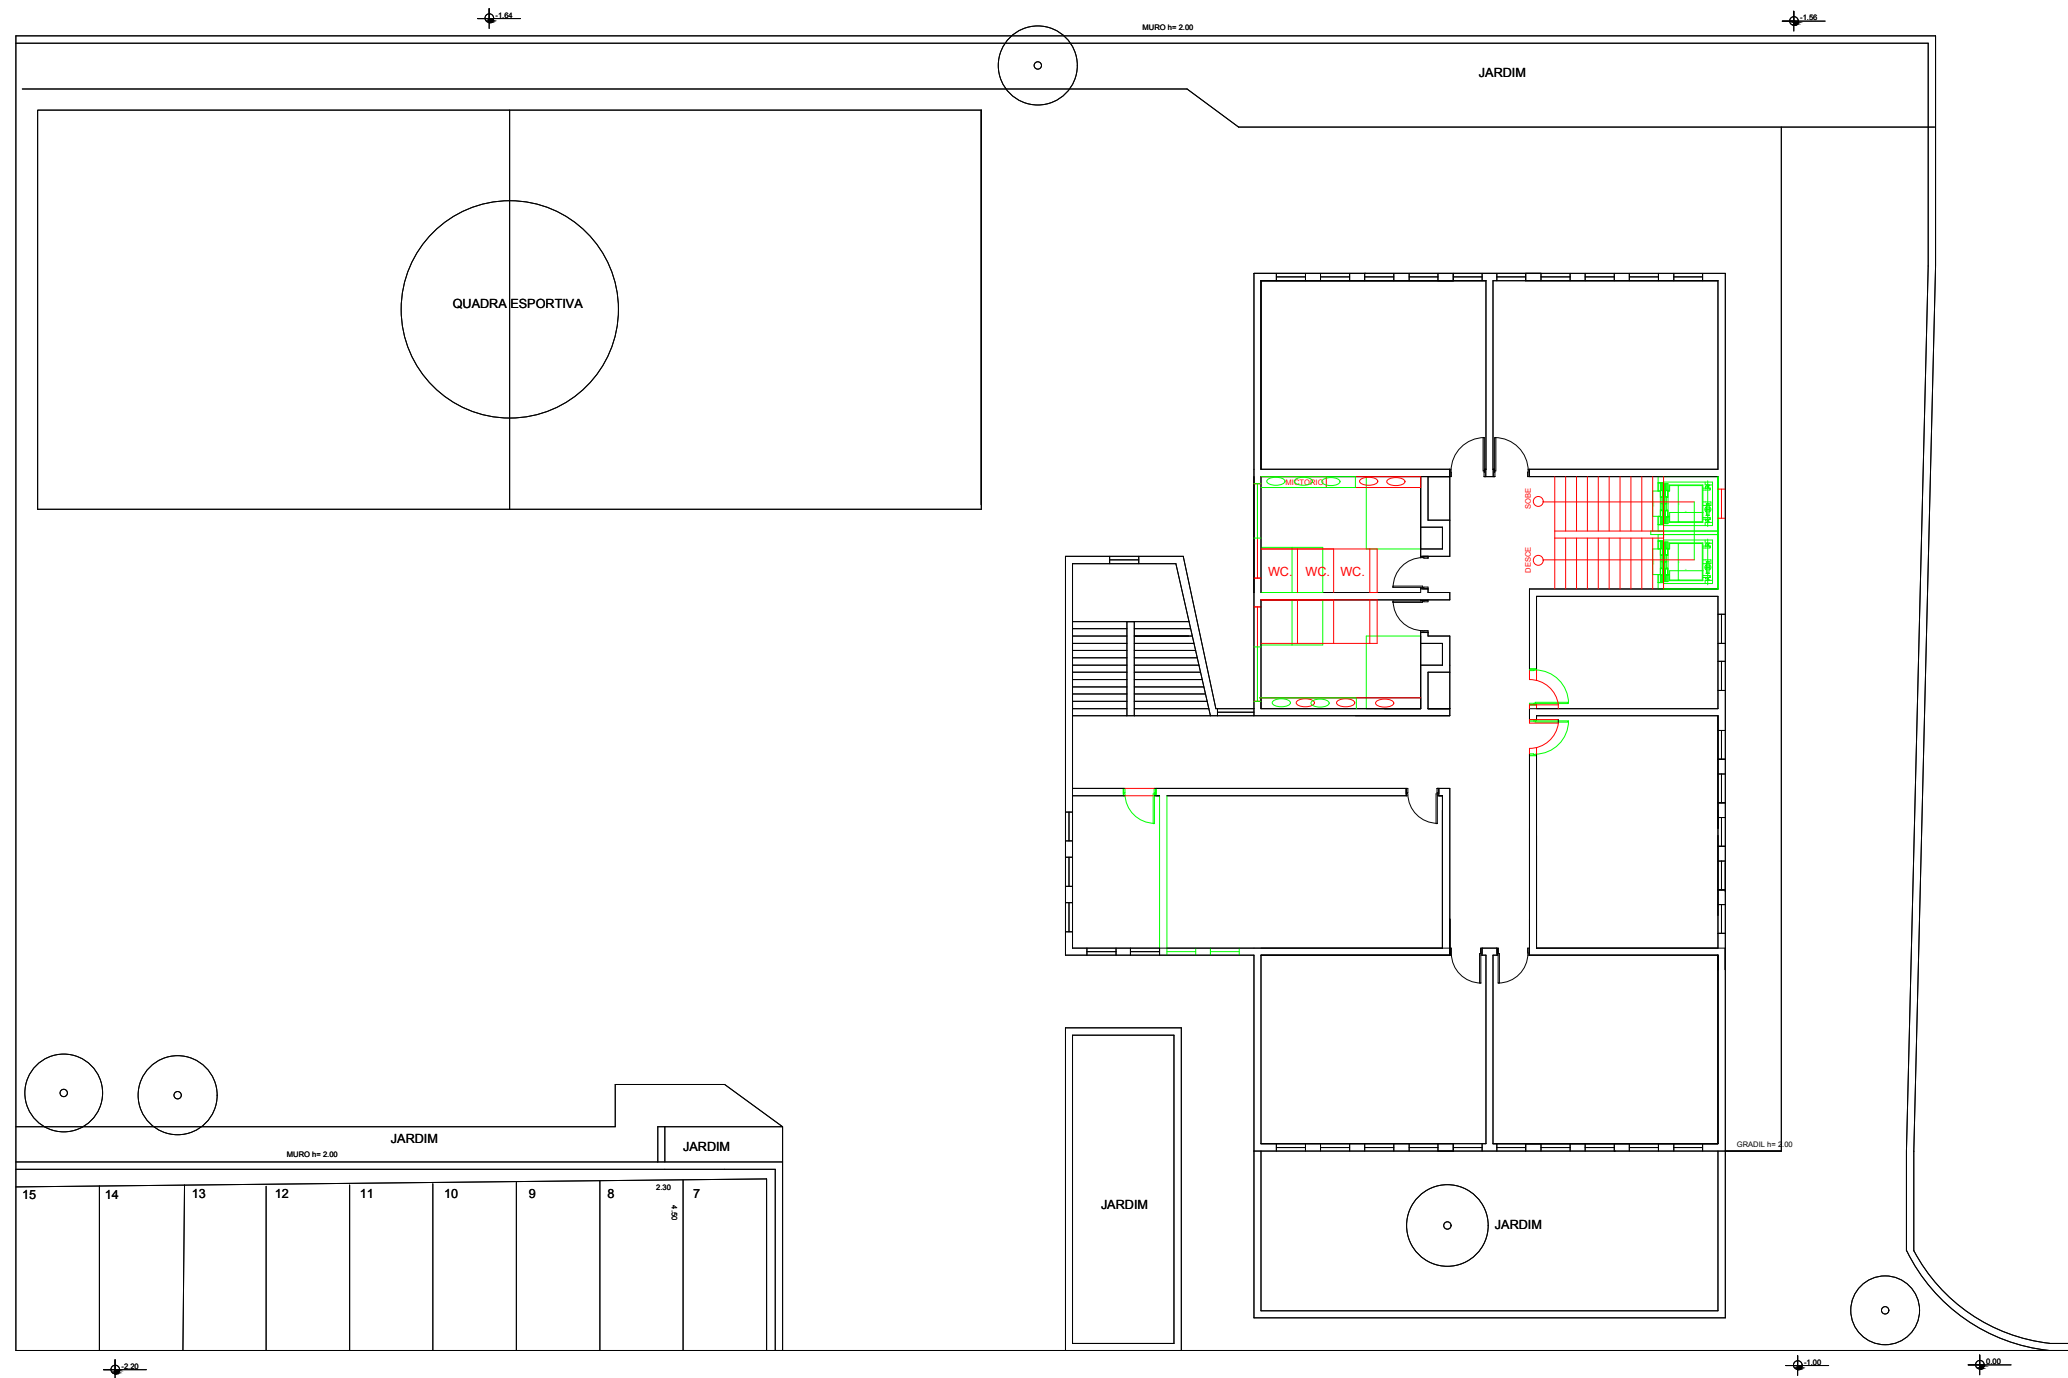 -1.64
-1.56
MURO h= 2.00
JARDIM
QUADRA ESPORTIVA
MICTORIO
SOBE
DESCE
WC. WC. WC.
JARDIM
JARDIM
MURO h= 2.00
GRADIL h= 2.00
15 14 13 12 11 10 9 8 2.30 7
4.50
JARDIM
JARDIM
-2.20
-1.00
0.00